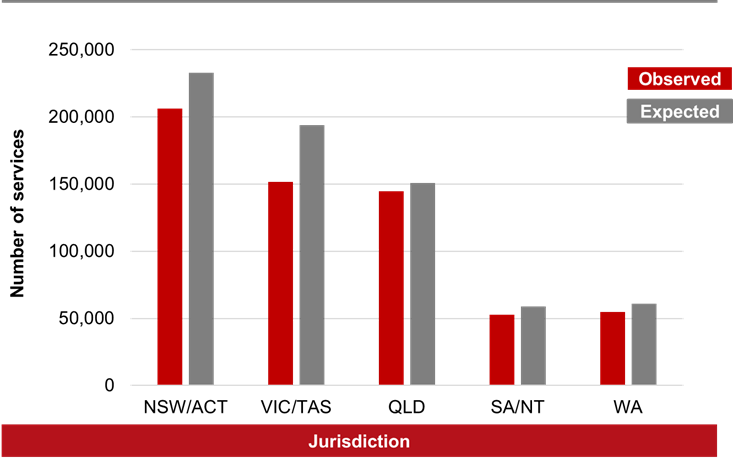 250,000
Observed
200,000
Expected
Number of services
150,000
100,000
50,000
0
NSW/ACT VIC/TAS QLD SA/NT WA
Jurisdiction